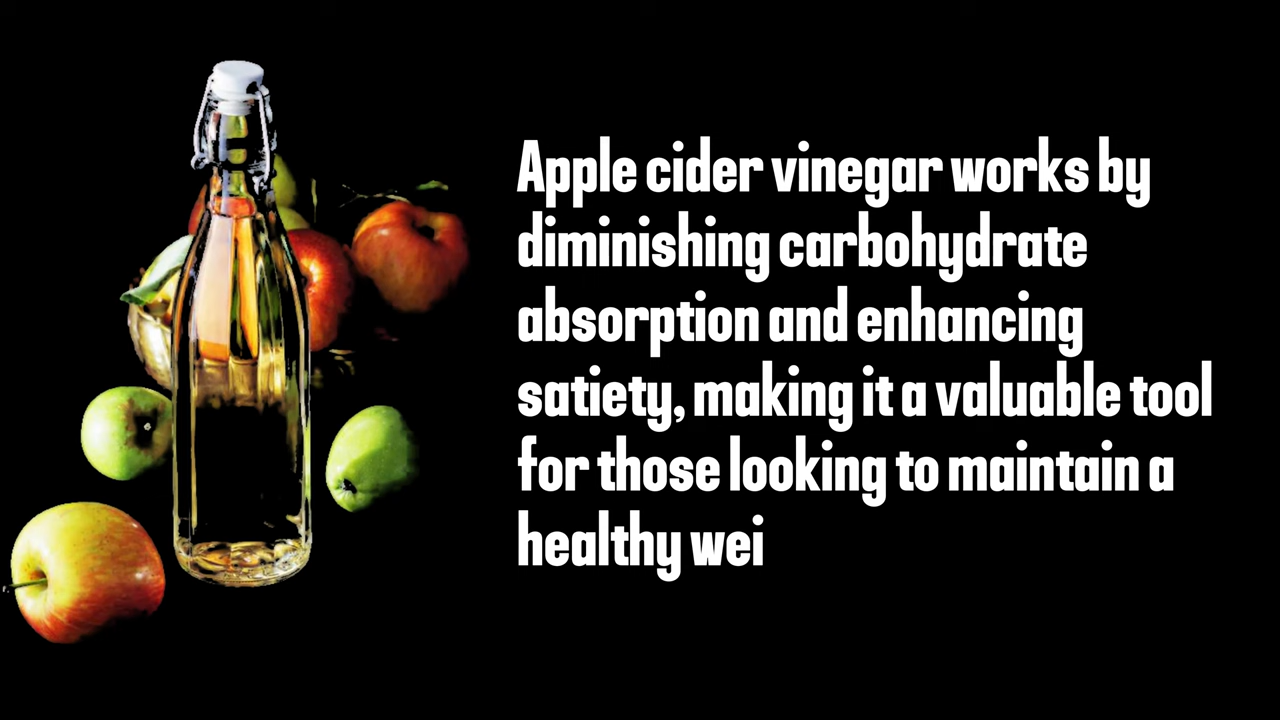 Apple cider vinegar works by
diminishing carbohydrate
absorption and enhancing
satiety, making it a valuable tool
for those looking to maintain a
healthy wei